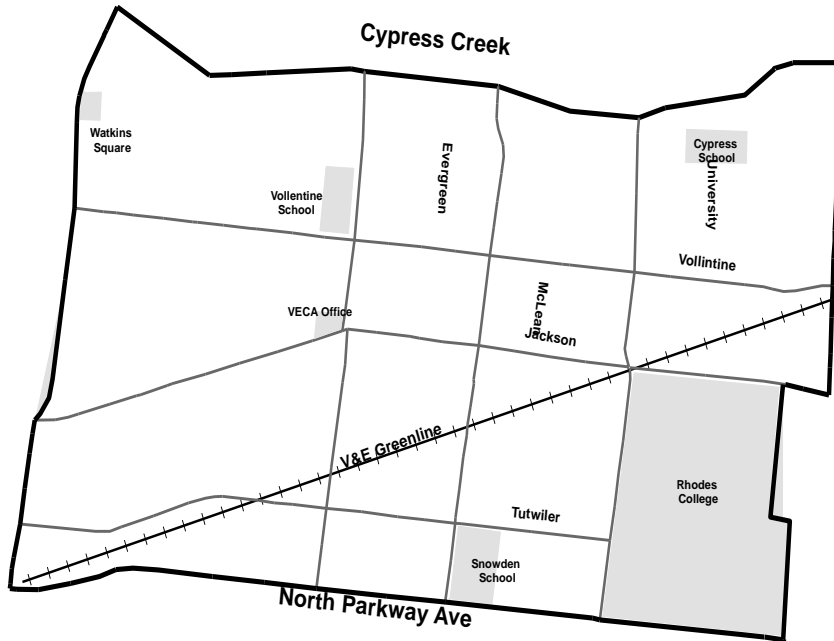 Cypress Creek
Watkins
Square
Cypress
School
Evergreen
University
Vollentine
School
Vollintine
McLean
VECA Office
Jackson
V&E Greenline
Rhodes
College
Tutwiler
Snowden
School
North Parkway Ave